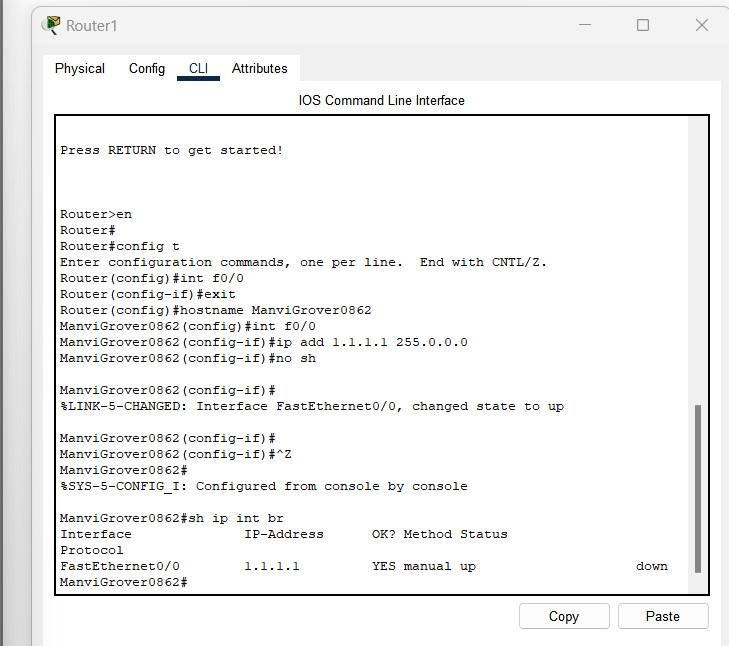 Router1
Physical Config CLI Attributes
IOS Command Line Interface
Press RETURN to get started!
Router>en
Router#
Router#config t
Enter configuration commands, one per line.  End with CNTL/Z.
Router(config)#int f0/0
Router(config-if)#exit
Router(config)#hostname ManviGrover0862
ManviGrover0862(config)#int f0/0
ManviGrover0862(config-if)#ip add 1.1.1.1 255.0.0.0
ManviGrover0862(config-if)#no sh
ManviGrover0862(config-if)#
%LINK-5-CHANGED: Interface FastEthernet0/0, changed state to up
ManviGrover0862(config-if)#
ManviGrover0862(config-if)#^Z
ManviGrover0862#
%SYS-5-CONFIG_I: Configured from console by console
ManviGrover0862#sh ip int br
Interface IP-Address OK? Method Status
Protocol
FastEthernet0/0 1.1.1.1 YES manual up down
ManviGrover0862#
Copy Paste